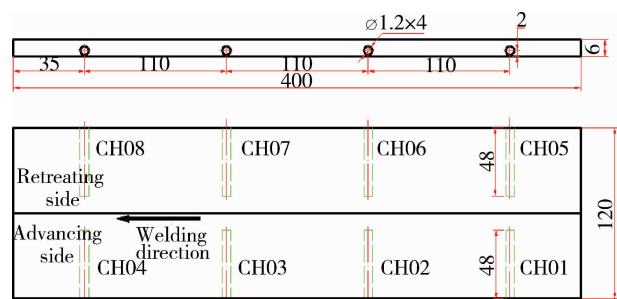 ⌀1.2×4
2
6
35
110
110
110
400
CH08
CH07
CH06
CH05
48
Retreating
side
120
Advancing
side
Welding
direction
CH04
CH03
CH02
48
CH01